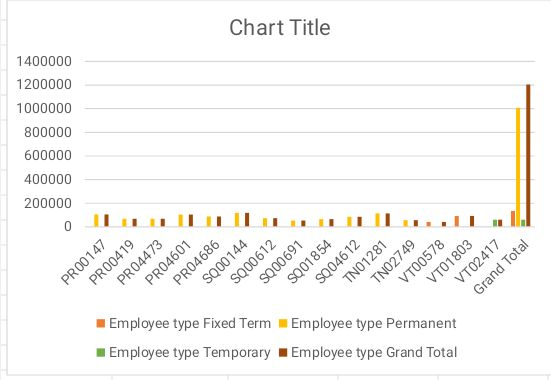 Chart Title
1400000
1200000
1000000
800000
600000
400000
200000
0
PR00147
PR00419
PR04473
PR04601
PR04686
SQ00144
SQ00612
SQ00691
SQ01854
SQ04612
TN01281
TN02749
VT00578
VT01803
VT02417
Grand Total
Employee type Fixed Term
Employee type Permanent
Employee type Temporary
Employee type Grand Total